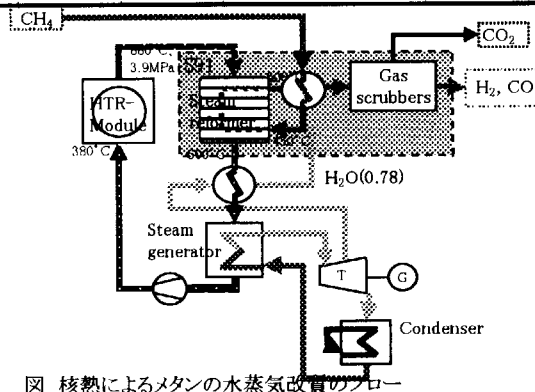 CH₄
CO₂
3.9MPa
Gas
scrubbers
H₂, CO
HTR-
Module
Steam
reformer
380℃
H₂O(0.78)
Steam
generator
T
G
Condenser
図 核熱によるメタンの水蒸気改質のフロー